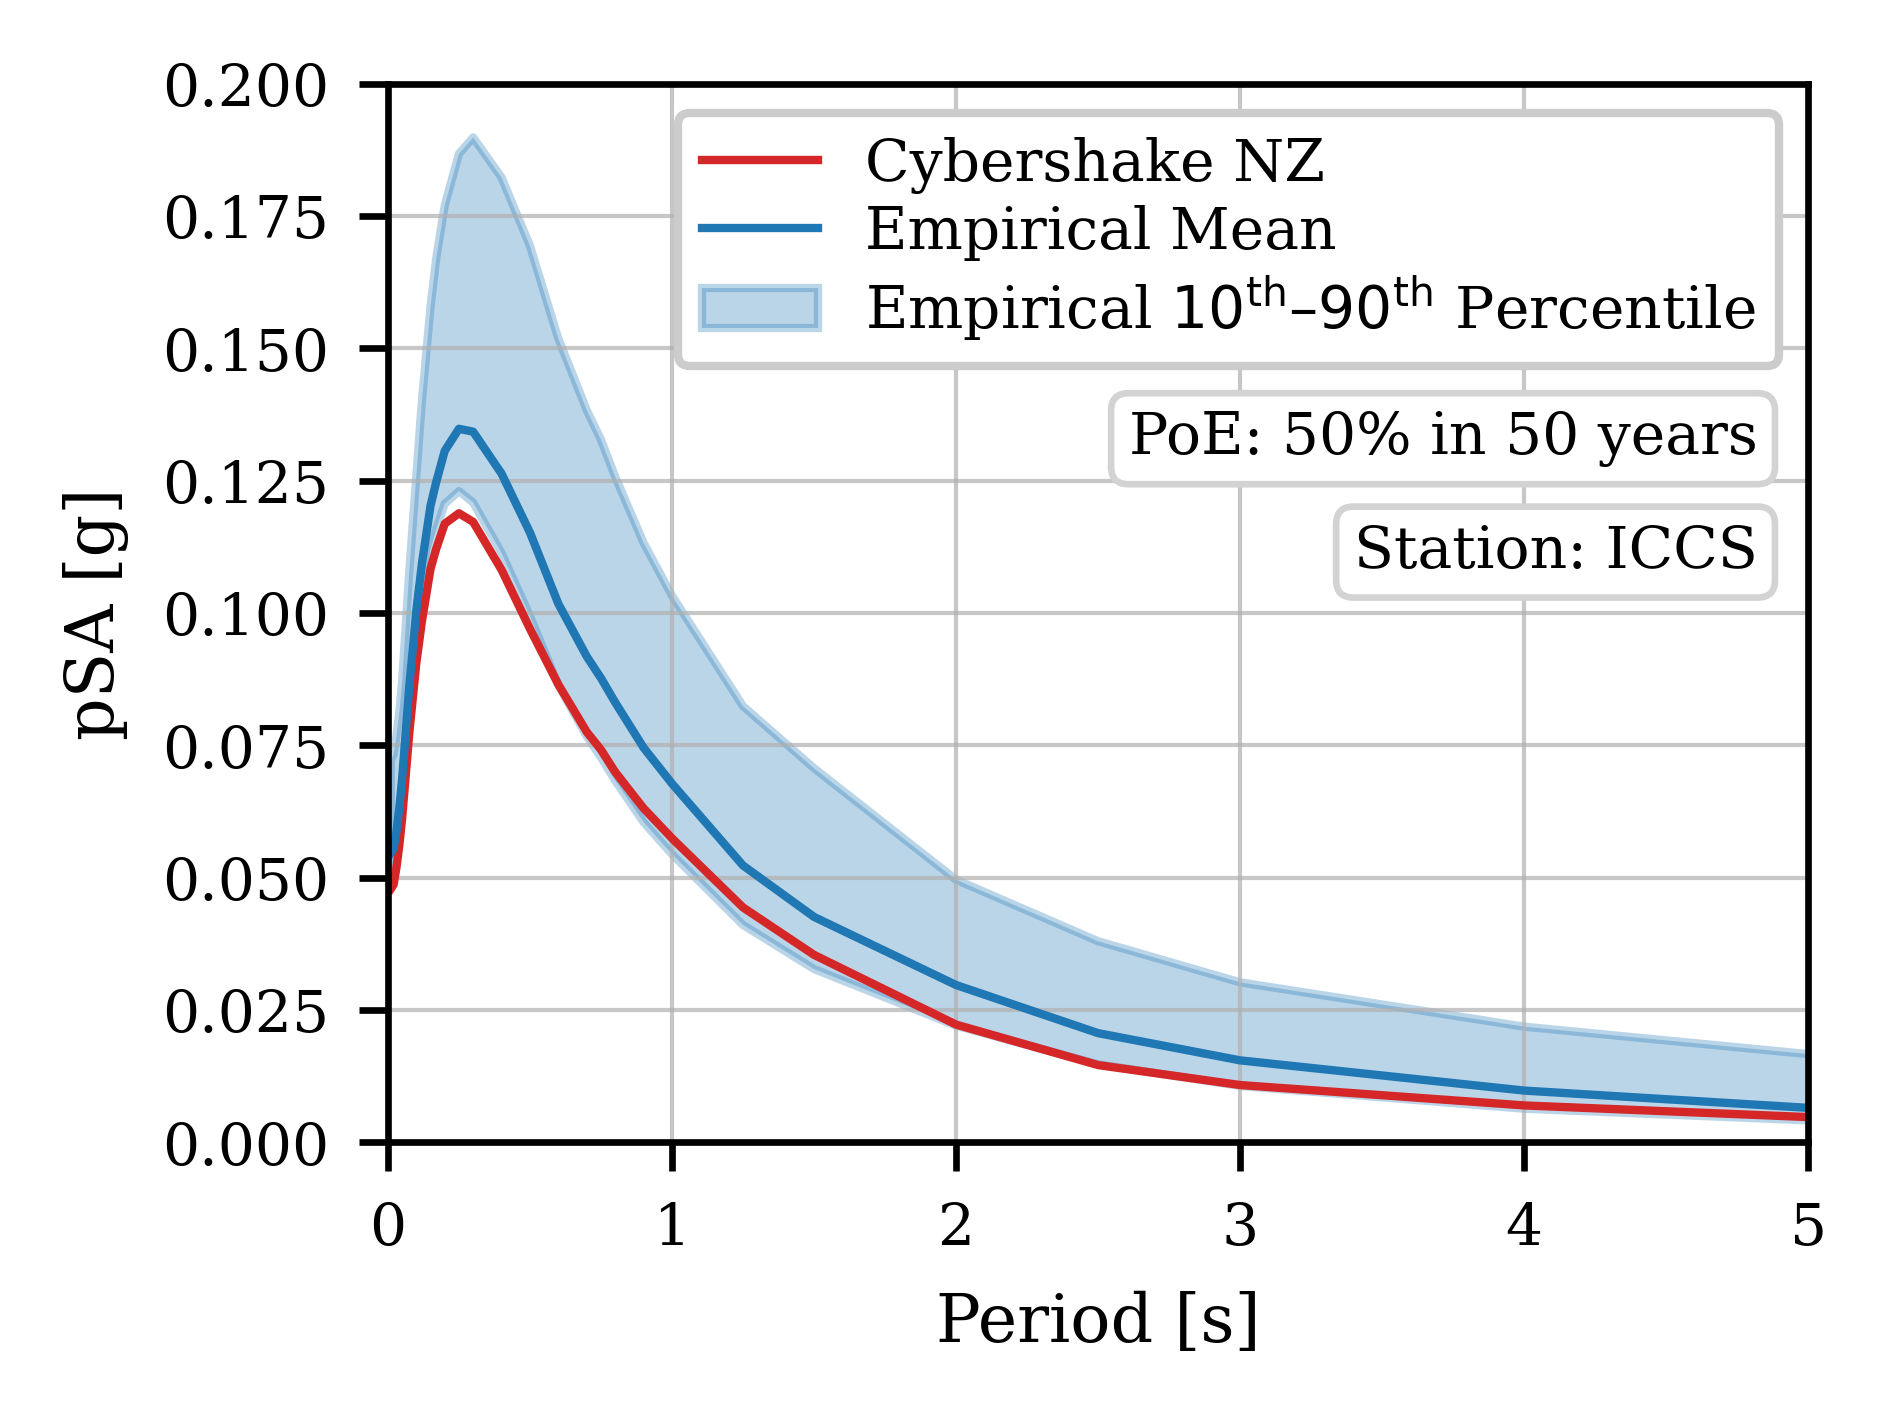 0.200
0.175
0.150
0.125
0.100
0.075
0.050
0.025
0.000
pSA [g]
Cybershake NZ
Empirical Mean
Empirical 10th–90th Percentile
PoE: 50% in 50 years
Station: ICCS
0 1 2 3 4 5
Period [s]